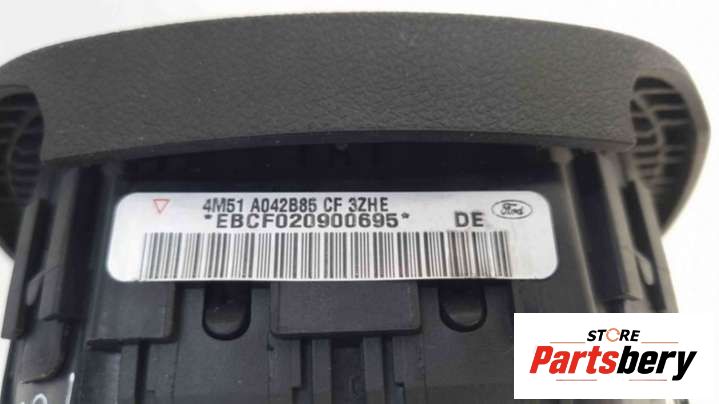 4M51 A042B85 CF 3ZHE
*EBCF020900695* DE Ford
STORE
Partsbery